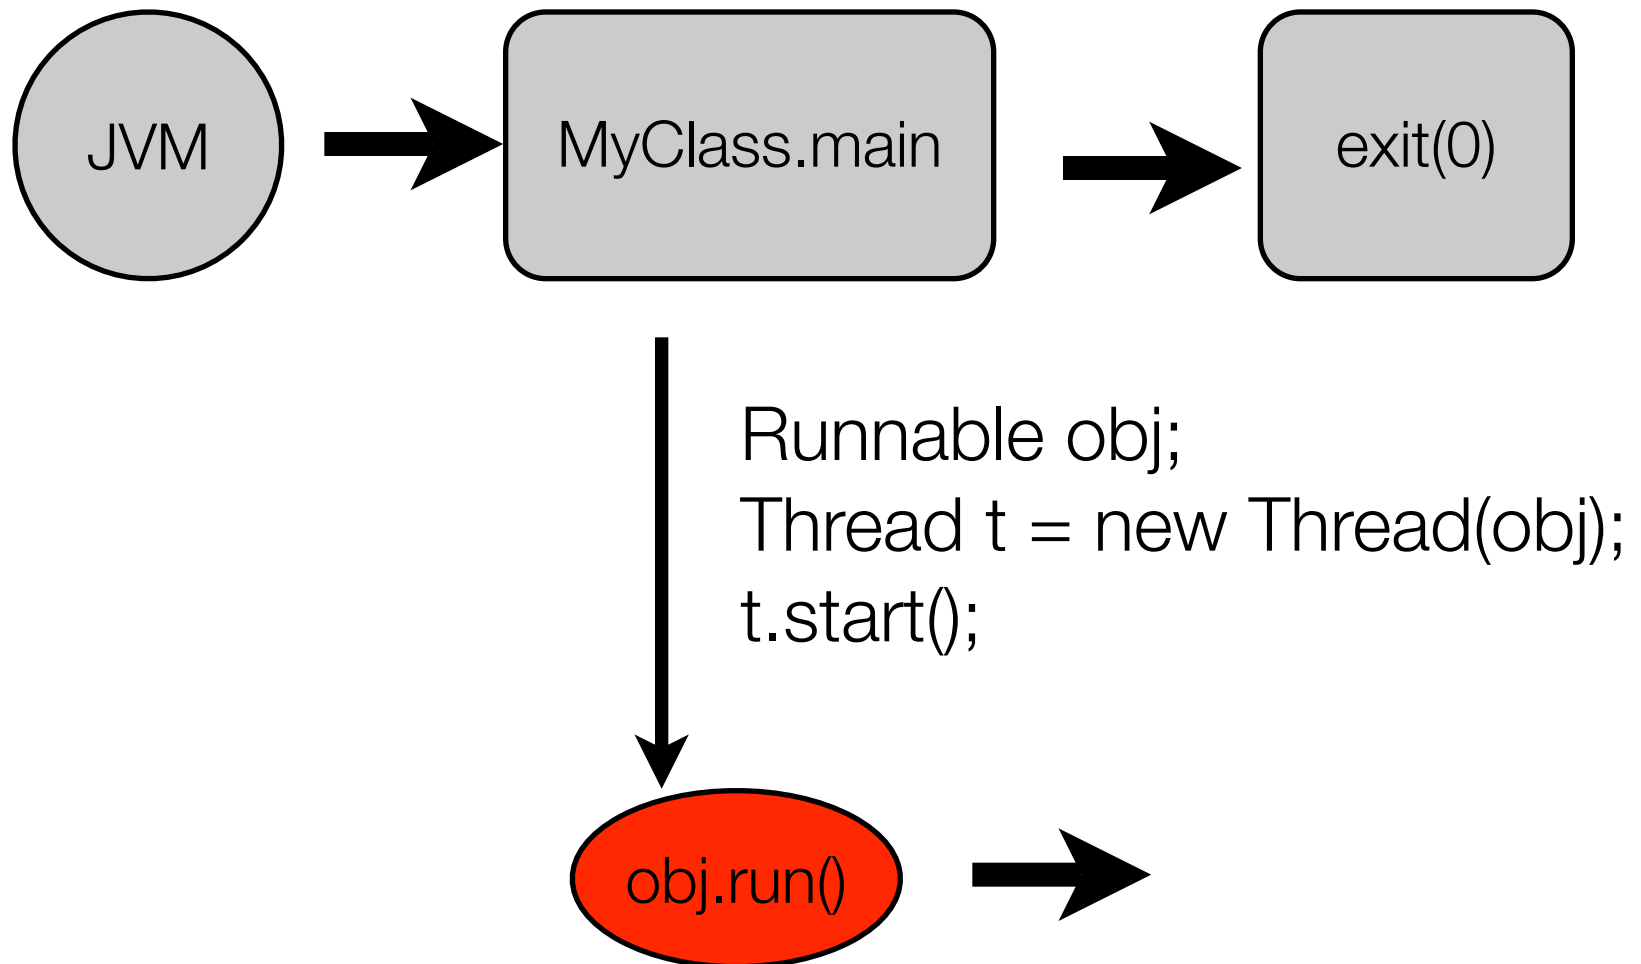 JVM
MyClass.main
exit(0)
Runnable obj;
Thread t = new Thread(obj);
t.start();
obj.run()